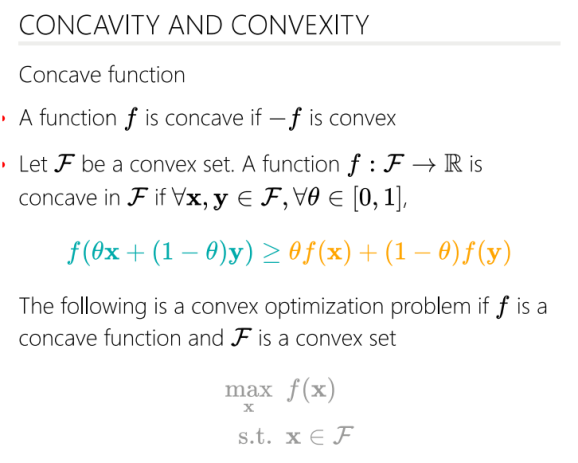 CONCAVITY AND CONVEXITY
Concave function
A function f is concave if −f is convex
Let ℱ be a convex set. A function f : ℱ → ℝ is
concave in ℱ if ∀x, y ∈ ℱ, ∀θ ∈ [0, 1],
f(θx + (1 − θ)y) ≥ θf(x) + (1 − θ)f(y)
The following is a convex optimization problem if f is a
concave function and ℱ is a convex set
max f(x)
x
s.t. x ∈ ℱ